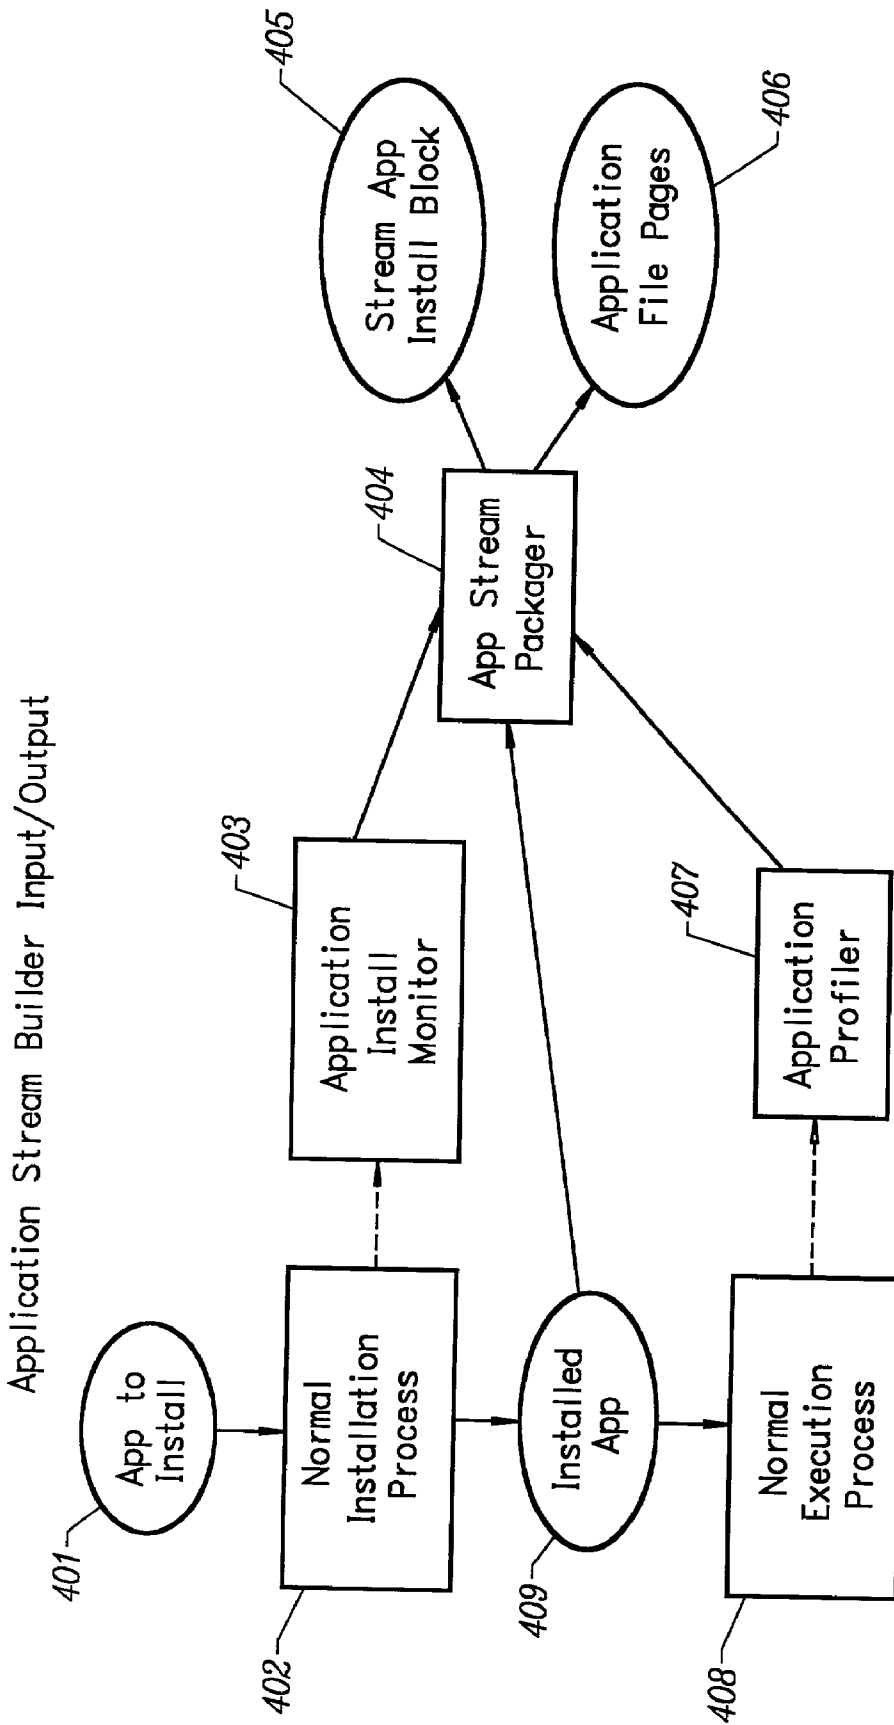 Application Stream Builder Input/Output
401
App to
Install
402
Normal
Installation
Process
403
Application
Install
Monitor
404
App Stream
Packager
405
Stream App
Install Block
406
Application
File Pages
409
Installed
App
407
Application
Profiler
408
Normal
Execution
Process